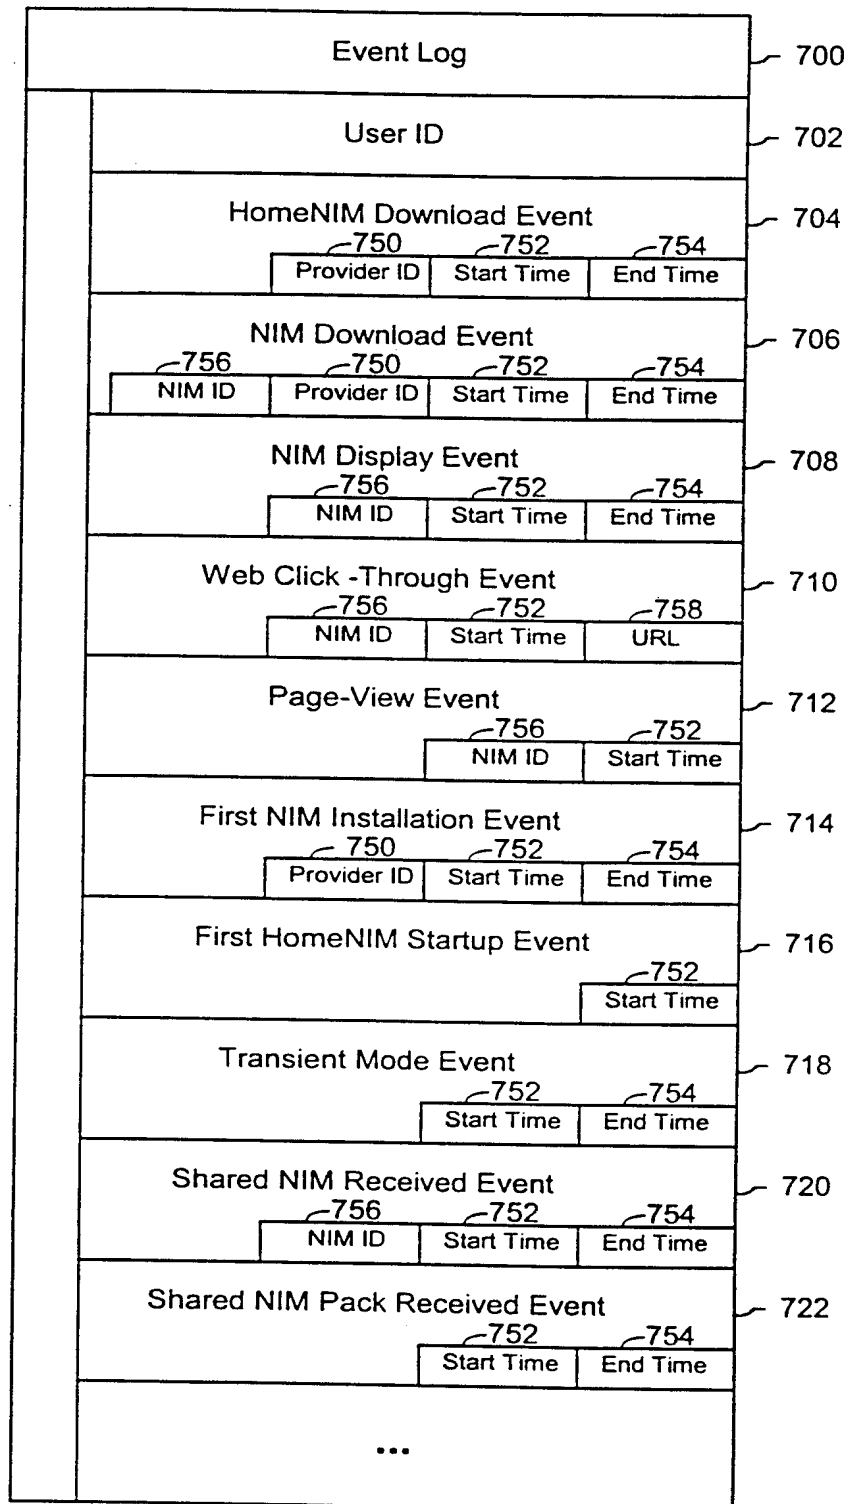 Event Log 700
User ID 702
HomeNIM Download Event 704
750 752 754
Provider ID Start Time End Time
NIM Download Event 706
756 750 752 754
NIM ID Provider ID Start Time End Time
NIM Display Event 708
756 752 754
NIM ID Start Time End Time
Web Click -Through Event 710
756 752 758
NIM ID Start Time URL
Page-View Event 712
756 752
NIM ID Start Time
First NIM Installation Event 714
750 752 754
Provider ID Start Time End Time
First HomeNIM Startup Event 716
752
Start Time
Transient Mode Event 718
752 754
Start Time End Time
Shared NIM Received Event 720
756 752 754
NIM ID Start Time End Time
Shared NIM Pack Received Event 722
752 754
Start Time End Time
...